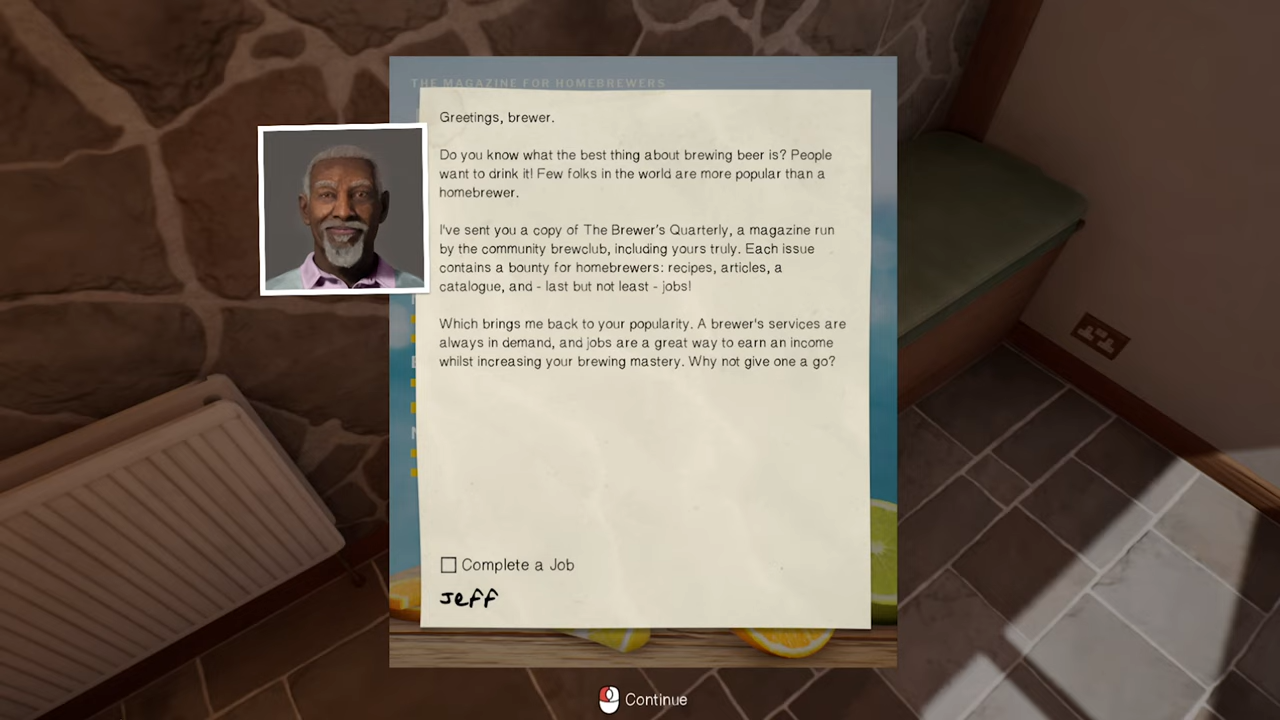 THE MAGAZINE FOR HOMEBREWERS
Greetings, brewer.
Do you know what the best thing about brewing beer is? People
want to drink it! Few folks in the world are more popular than a
homebrewer.
I've sent you a copy of The Brewer's Quarterly, a magazine run
by the community brewclub, including yours truly. Each issue
contains a bounty for homebrewers: recipes, articles, a
catalogue, and - last but not least - jobs!
Which brings me back to your popularity. A brewer's services are
always in demand, and jobs are a great way to earn an income
whilst increasing your brewing mastery. Why not give one a go?
Complete a Job
Jeff
Continue